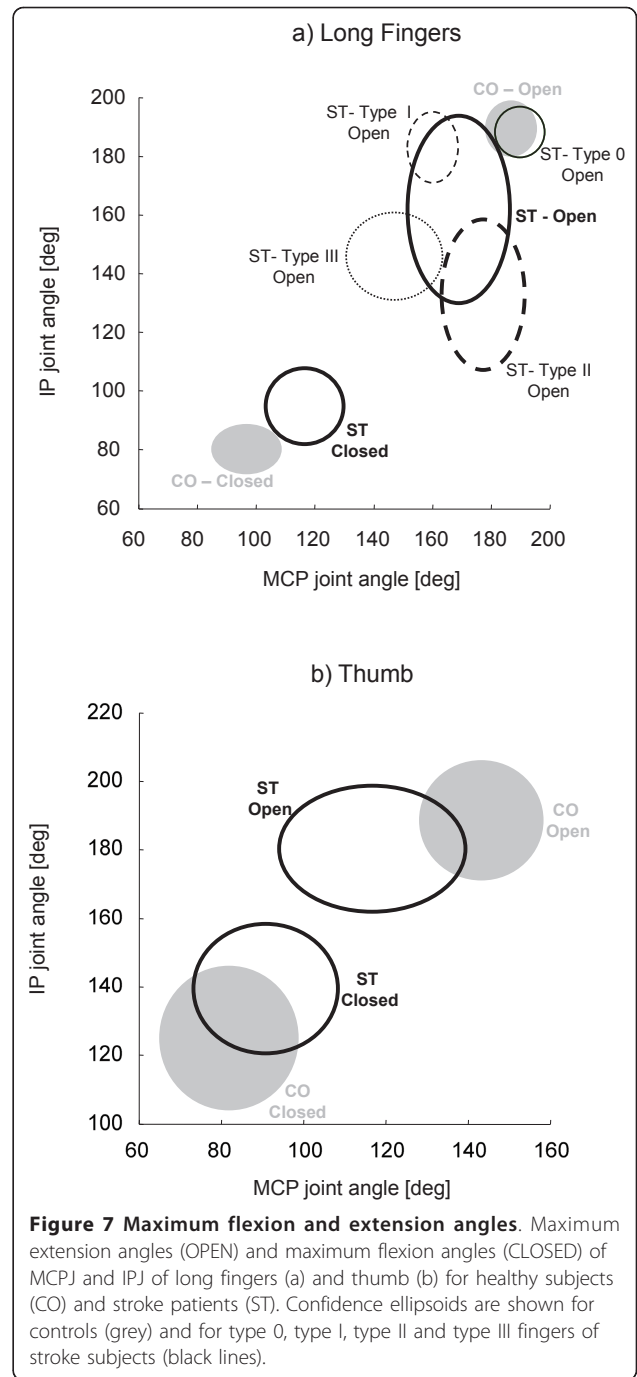 a) Long Fingers
CO – Open
200
ST- Type I
Open
180
ST- Type 0
Open
ST - Open
160
ST- Type III
Open
140
IP joint angle [deg]
120
ST- Type II
Open
100
ST
Closed
80
CO – Closed
60
60 80 100 120 140 160 180 200
MCP joint angle [deg]
b) Thumb
220
200
ST
Open
CO
Open
180
160
IP joint angle [deg]
ST
Closed
140
120
CO
Closed
100
60 80 100 120 140 160
MCP joint angle [deg]
Figure 7 Maximum flexion and extension angles. Maximum
extension angles (OPEN) and maximum flexion angles (CLOSED) of
MCPJ and IPJ of long fingers (a) and thumb (b) for healthy subjects
(CO) and stroke patients (ST). Confidence ellipsoids are shown for
controls (grey) and for type 0, type I, type II and type III fingers of
stroke subjects (black lines).